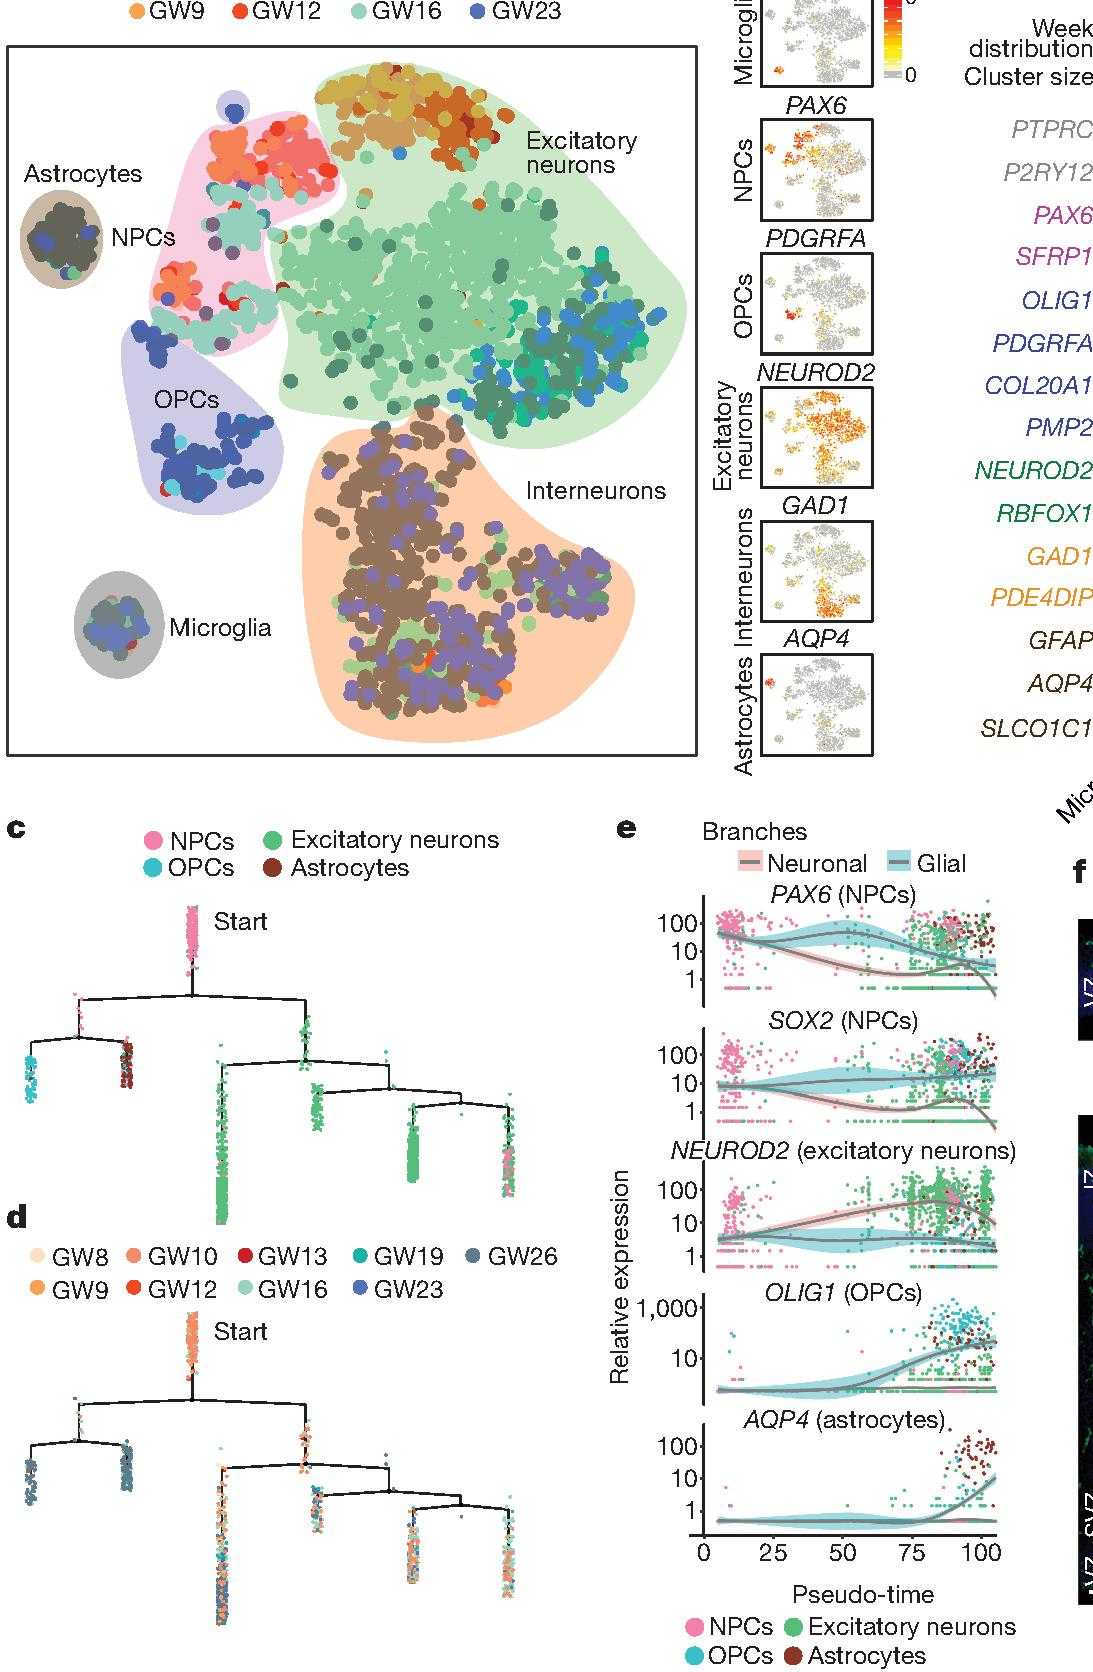 GW9 GW12 GW16 GW23
Astrocytes
NPCs
Excitatory
neurons
OPCs
Interneurons
Microglia
0
PAX6
NPCs
PDGRFA
OPCs
NEUROD2
Excitatory
neurons
GAD1
Interneurons
AQP4
Astrocytes
Week
distribution
Cluster size
PTPRC
P2RY12
PAX6
SFRP1
OLIG1
PDGRFA
COL20A1
PMP2
NEUROD2
RBFOX1
GAD1
PDE4DIP
GFAP
AQP4
SLCO1C1
c
NPCs Excitatory neurons
OPCs Astrocytes
Start
d
GW8 GW10 GW13 GW19 GW26
GW9 GW12 GW16 GW23
Start
e
Branches
Neuronal Glial
PAX6 (NPCs)
100
10
1
SOX2 (NPCs)
100
10
1
NEUROD2 (excitatory neurons)
100
10
1
OLIG1 (OPCs)
1,000
10
AQP4 (astrocytes)
100
10
1
0 25 50 75 100
Relative expression
Pseudo-time
NPCs Excitatory neurons
OPCs Astrocytes
f